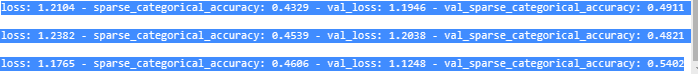 loss: 1.2104 - sparse_categorical_accuracy: 0.4329 - val_loss: 1.1946 - val_sparse_categorical_accuracy: 0.4911
loss: 1.2382 - sparse_categorical_accuracy: 0.4539 - val_loss: 1.2038 - val_sparse_categorical_accuracy: 0.4821
loss: 1.1765 - sparse_categorical_accuracy: 0.4606 - val_loss: 1.1248 - val_sparse_categorical_accuracy: 0.5402